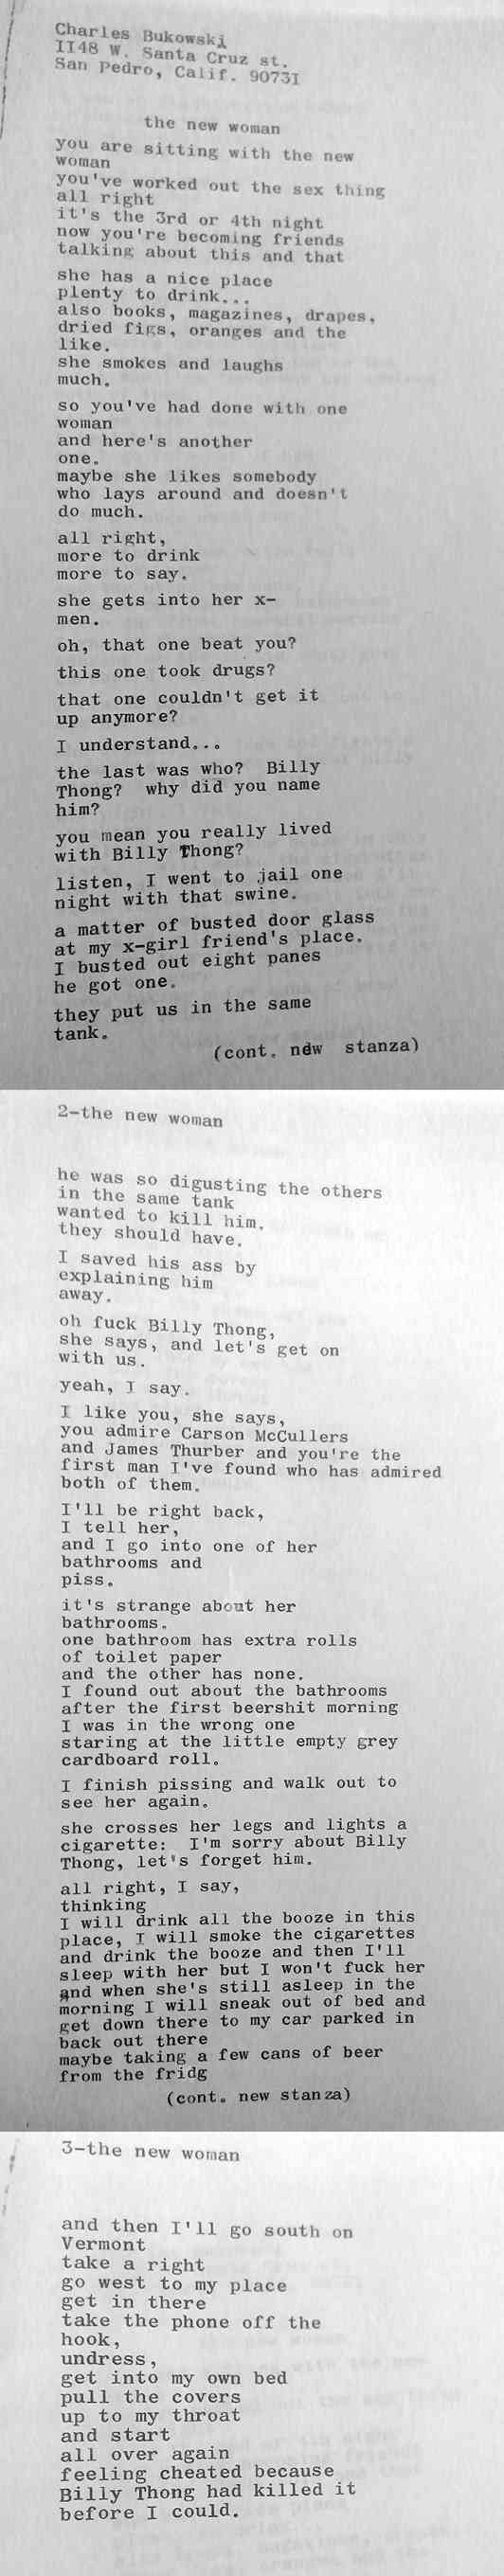 Charles Bukowski
1148 W. Santa Cruz st.
San Pedro, Calif. 90731
the new woman
you are sitting with the new
woman
you've worked out the sex thing
all right
it's the 3rd or 4th night
now you're becoming friends
talking about this and that
she has a nice place
plenty to drink...
also books, magazines, drapes,
dried figs, oranges and the
like.
she smokes and laughs
much.
so you've had done with one
woman
and here's another
one.
maybe she likes somebody
who lays around and doesn't
do much.
all right,
more to drink
more to say.
she gets into her x-
men.
oh, that one beat you?
this one took drugs?
that one couldn't get it
up anymore?
I understand...
the last was who? Billy
Thong? why did you name
him?
you mean you really lived
with Billy Thong?
listen, I went to jail one
night with that swine.
a matter of busted door glass
at my x-girl friend's place.
I busted out eight panes
he got one.
they put us in the same
tank.
(cont. new stanza)
2-the new woman
he was so digusting the others
in the same tank
wanted to kill him.
they should have.
I saved his ass by
explaining him
away.
oh fuck Billy Thong,
she says, and let's get on
with us.
yeah, I say.
I like you, she says,
you admire Carson McCullers
and James Thurber and you're the
first man I've found who has admired
both of them.
I'll be right back,
I tell her,
and I go into one of her
bathrooms and
piss.
it's strange about her
bathrooms.
one bathroom has extra rolls
of toilet paper
and the other has none.
I found out about the bathrooms
after the first beershit morning
I was in the wrong one
staring at the little empty grey
cardboard roll.
I finish pissing and walk out to
see her again.
she crosses her legs and lights a
cigarette: I'm sorry about Billy
Thong, let's forget him.
all right, I say,
thinking
I will drink all the booze in this
place, I will smoke the cigarettes
and drink the booze and then I'll
sleep with her but I won't fuck her
and when she's still asleep in the
morning I will sneak out of bed and
get down there to my car parked in
back out there
maybe taking a few cans of beer
from the fridg
(cont. new stanza)
3-the new woman
and then I'll go south on
Vermont
take a right
go west to my place
get in there
take the phone off the
hook,
undress,
get into my own bed
pull the covers
up to my throat
and start
all over again
feeling cheated because
Billy Thong had killed it
before I could.